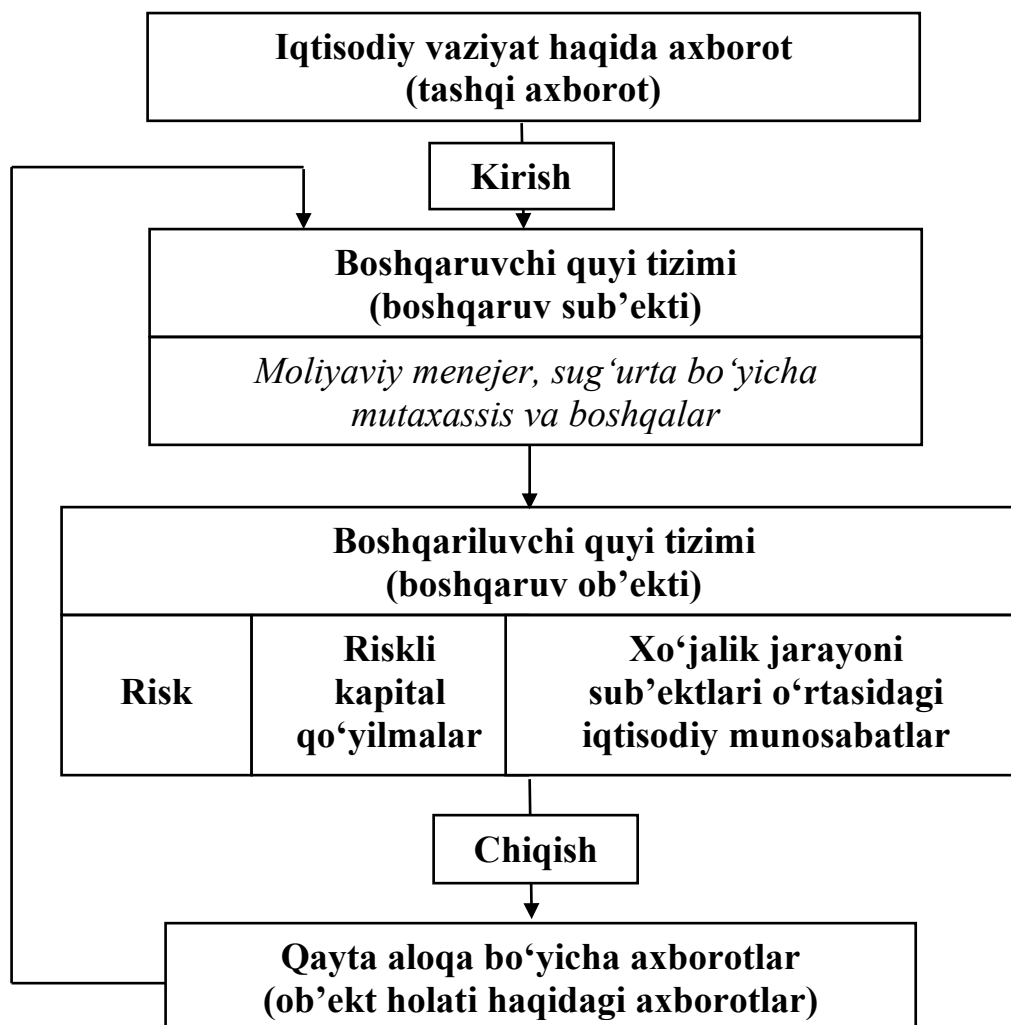 Iqtisodiy vaziyat haqida axborot
(tashqi axborot)
Kirish
Boshqaruvchi quyi tizimi
(boshqaruv sub’ekti)
Moliyaviy menejer, sug‘urta bo‘yicha
mutaxassis va boshqalar
Boshqariluvchi quyi tizimi
(boshqaruv ob’ekti)
Risk
Riskli
kapital
qo‘yilmalar
Xo‘jalik jarayoni
sub’ektlari o‘rtasidagi
iqtisodiy munosabatlar
Chiqish
Qayta aloqa bo‘yicha axborotlar
(ob’ekt holati haqidagi axborotlar)